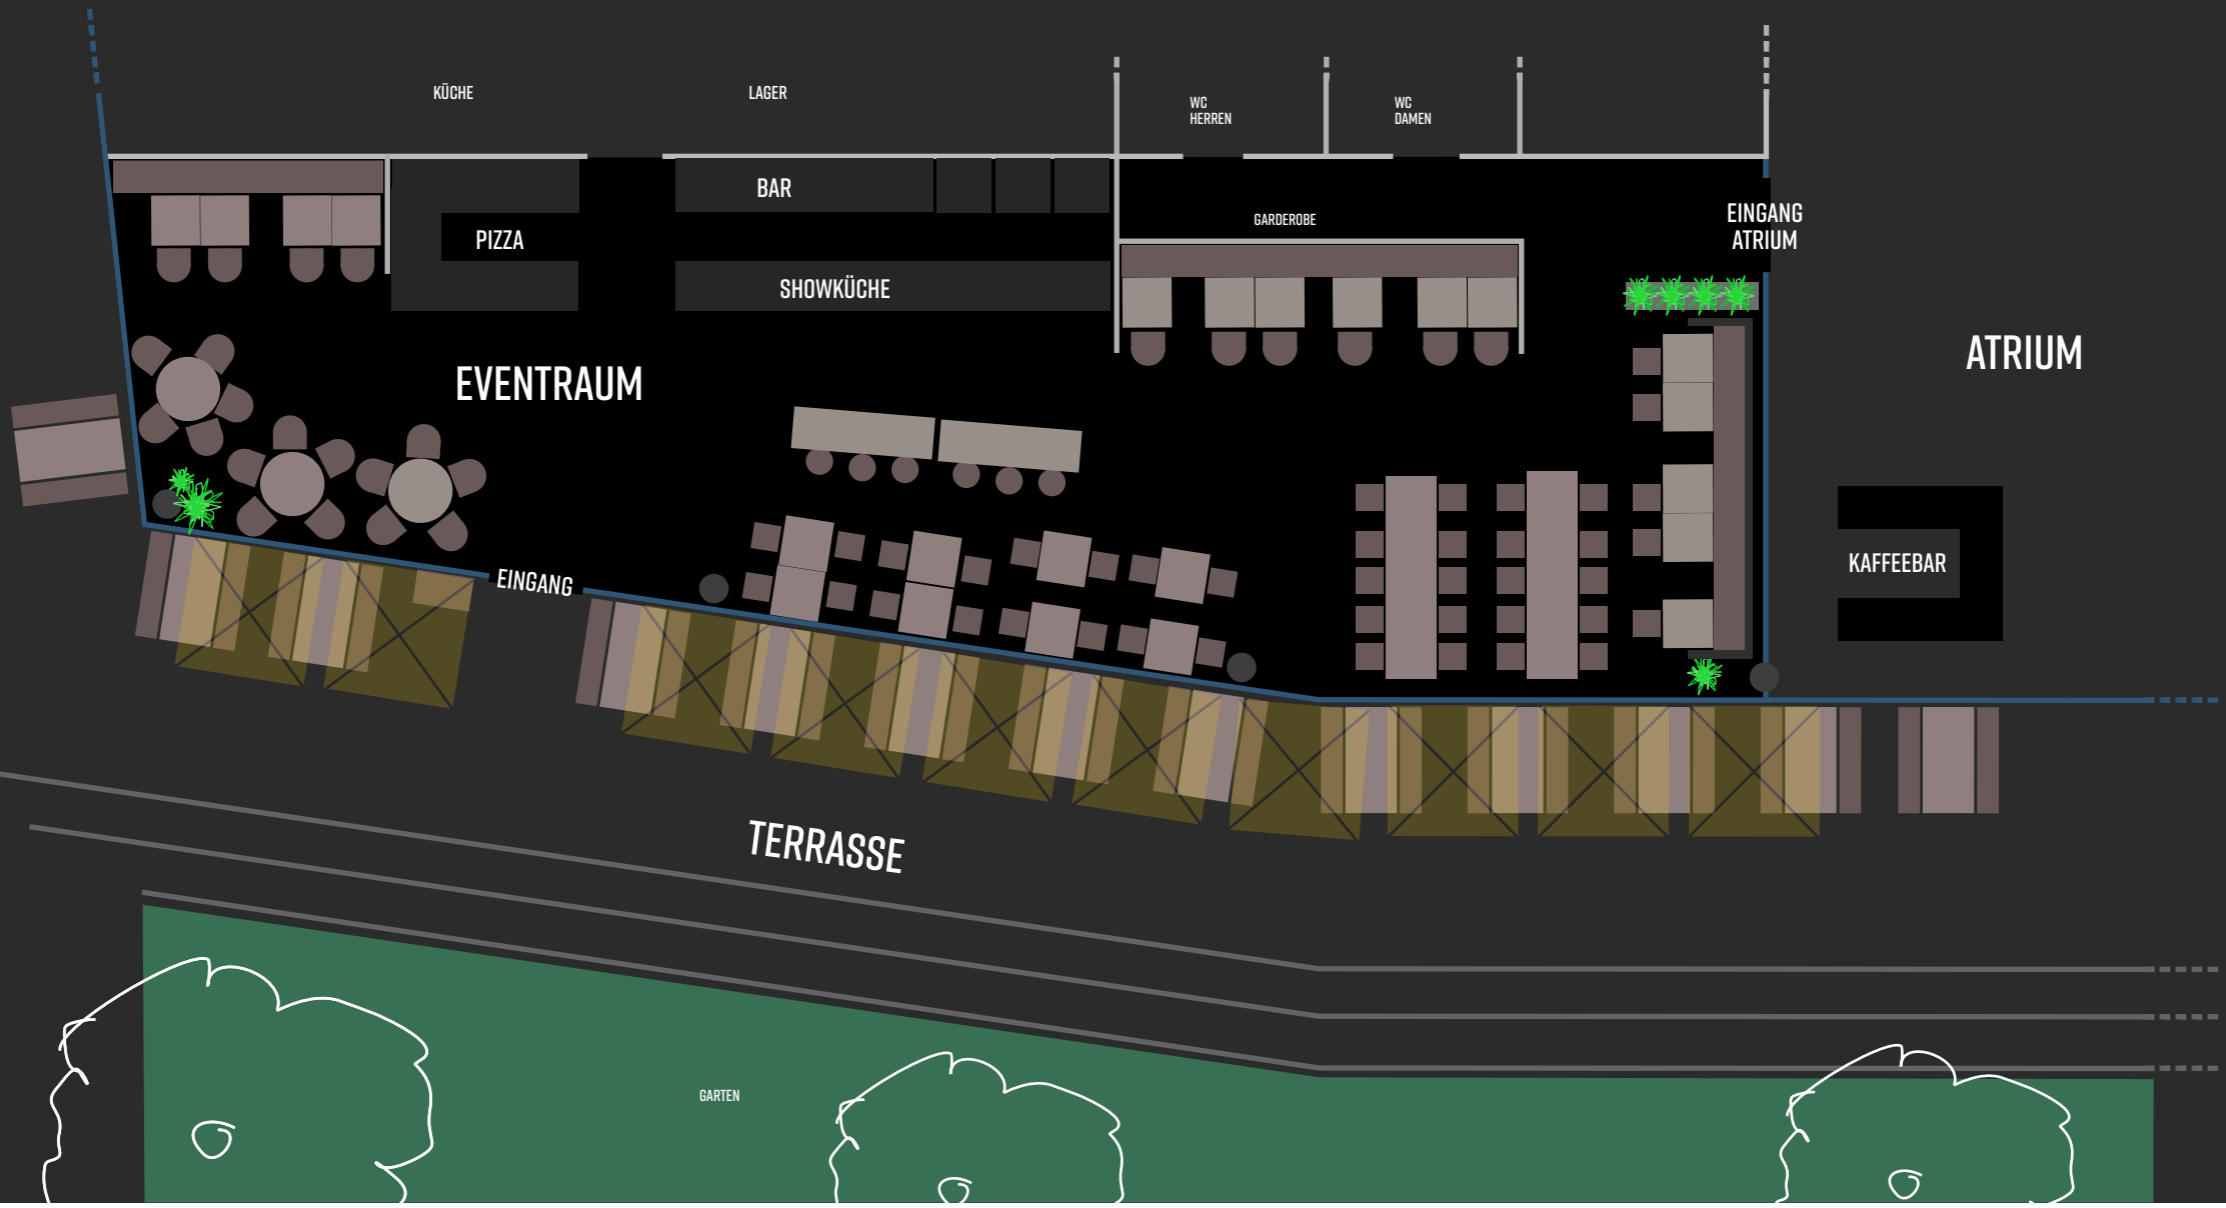 KÜCHE
LAGER
WC
HERREN
WC
DAMEN
BAR
PIZZA
SHOWKÜCHE
GARDEROBE
EINGANG
ATRIUM
EVENTRAUM
ATRIUM
EINGANG
KAFFEEBAR
TERRASSE
GARTEN